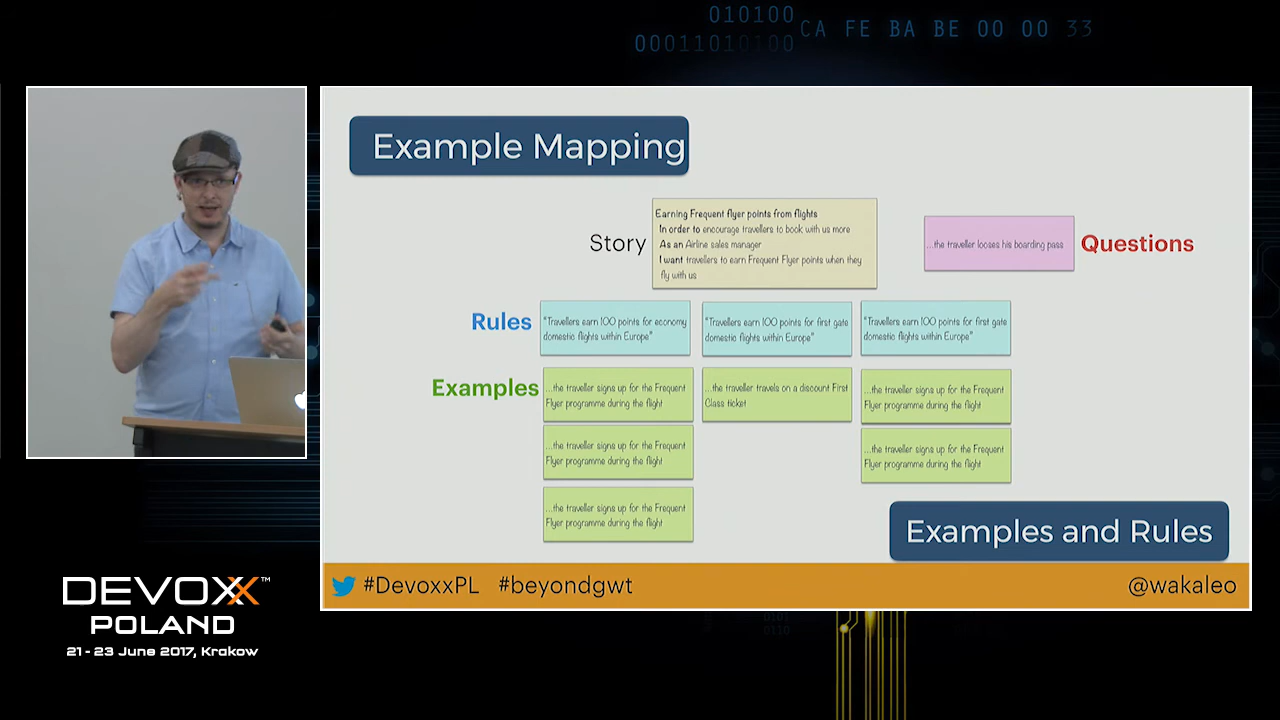 010100
00011010100
CA FE BA BE 00 00 33
Example Mapping
Story
Earning Frequent flyer points from flights
In order to encourage travellers to book with us more
As an Airline sales manager
I want travellers to earn Frequent Flyer points when they
fly with us
...the traveller looses his boarding pass
Questions
Rules
"Travellers earn 100 points for economy
domestic flights within Europe"
"Travellers earn 100 points for first gate
domestic flights within Europe"
"Travellers earn 100 points for first gate
domestic flights within Europe"
Examples
...the traveller signs up for the Frequent
Flyer programme during the flight
...the traveller travels on a discount First
Class ticket
...the traveller signs up for the Frequent
Flyer programme during the flight
...the traveller signs up for the Frequent
Flyer programme during the flight
...the traveller signs up for the Frequent
Flyer programme during the flight
...the traveller signs up for the Frequent
Flyer programme during the flight
Examples and Rules
#DevoxxPL #beyondgwt
@wakaleo
DEVOXX™
POLAND
21 - 23 June 2017, Krakow